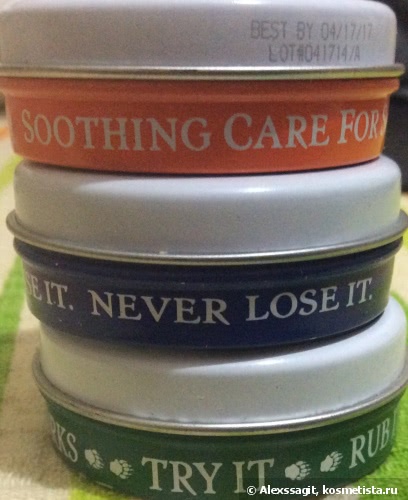 BEST BY 04/17/17
LOT#041714/A
SOOTHING CARE FOR
SE IT. NEVER LOSE IT.
RKS TRY IT RUB
© Alexssagit, kosmetista.ru